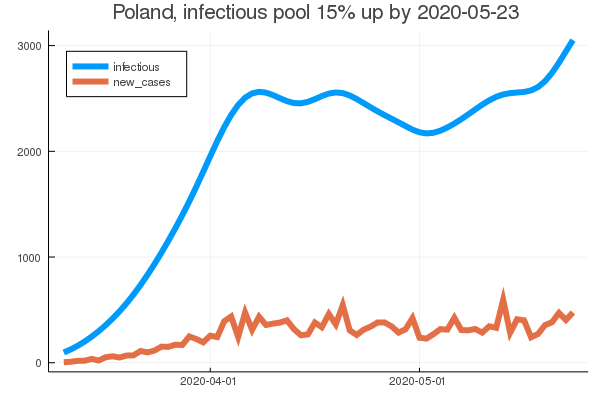 Poland, infectious pool 15% up by 2020-05-23
3000
infectious
new_cases
2000
1000
0
2020-04-01
2020-05-01